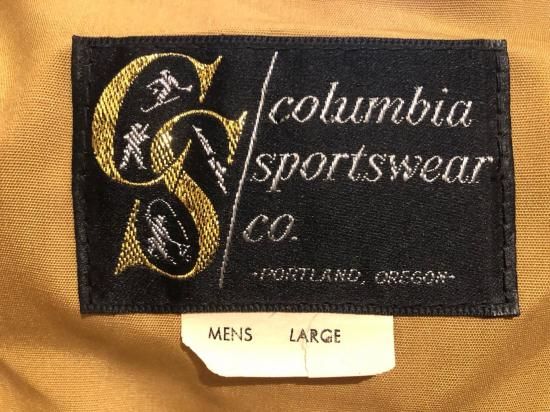 CS
columbia
sportswear
co.
-PORTLAND, OREGON-
MENS LARGE